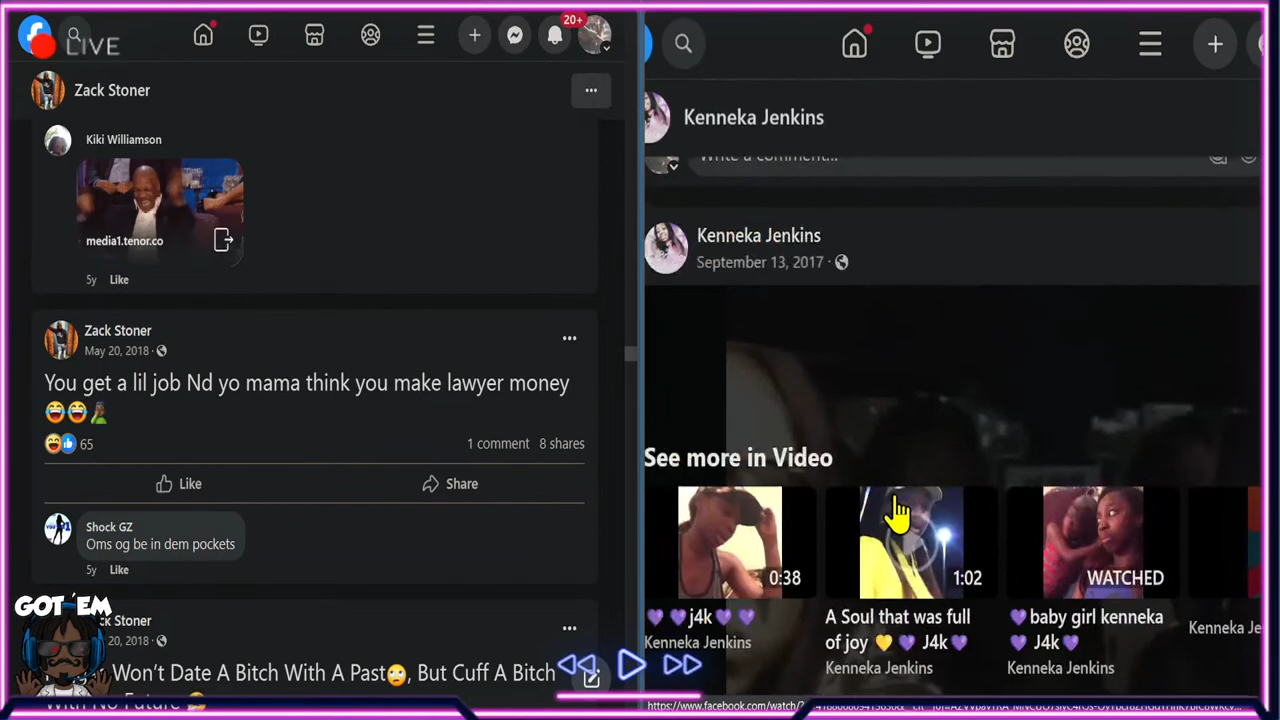 LIVE
20+
Zack Stoner
Kiki Williamson
media1.tenor.co
5y Like
Zack Stoner
May 20, 2018
You get a lil job Nd yo mama think you make lawyer money
😂😂
65
1 comment 8 shares
Like Share
Shock GZ
Oms og be in dem pockets
5y Like
GOT 'EM
ck Stoner
20, 2018
Won't Date A Bitch With A Past🙄, But Cuff A Bitch
With No Future
Kenneka Jenkins
Write a comment...
Kenneka Jenkins
September 13, 2017
See more in Video
0:38
1:02
WATCHED
💜💜j4k💜💜
Kenneka Jenkins
A Soul that was full
of joy 💛💜 J4k💜
Kenneka Jenkins
💜baby girl kenneka
💜 J4k💜
Kenneka Jenkins
Kenneka Je